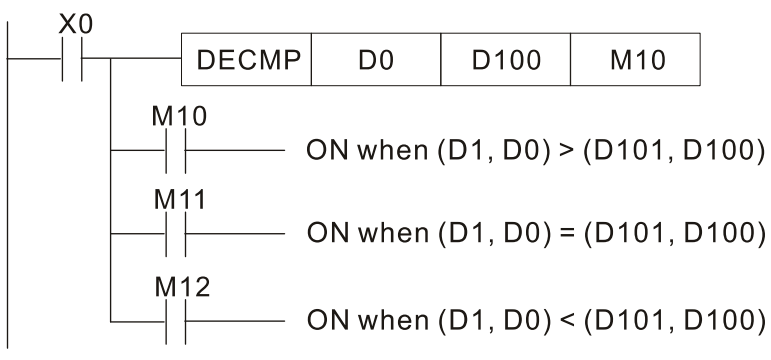 X0
DECMP D0 D100 M10
M10
ON when (D1, D0) > (D101, D100)
M11
ON when (D1, D0) = (D101, D100)
M12
ON when (D1, D0) < (D101, D100)